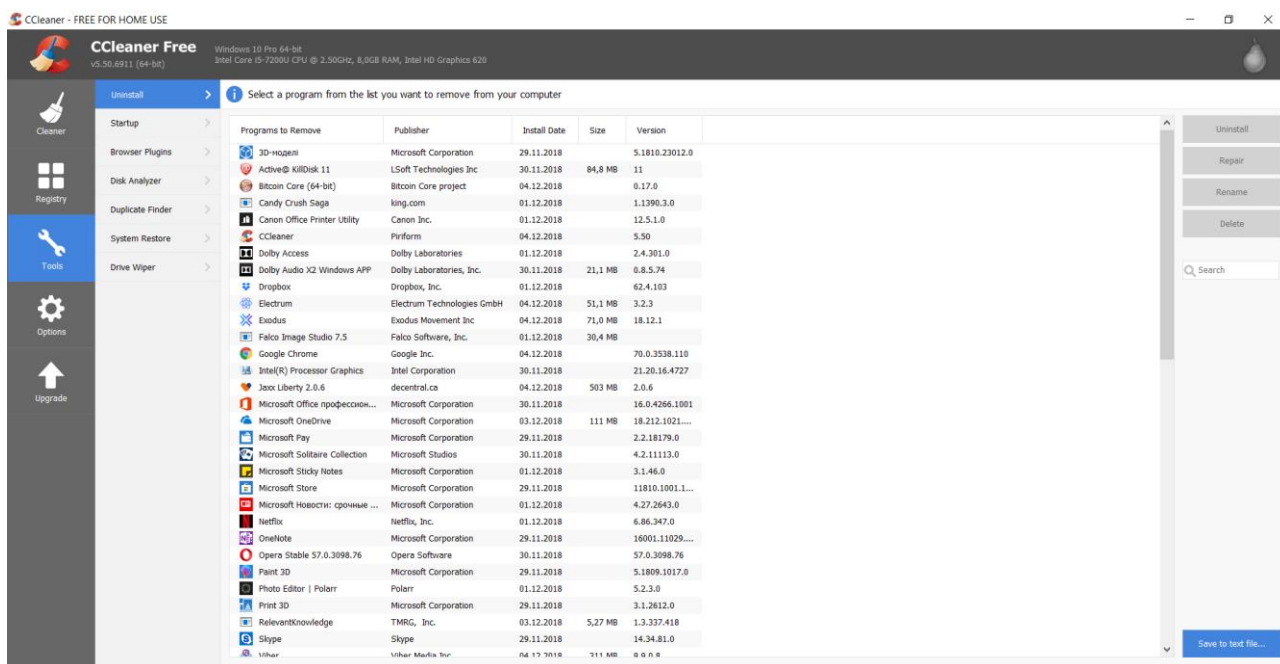 CCleaner - FREE FOR HOME USE
CCleaner Free
v5.50.6911 (64-bit)
Windows 10 Pro 64-bit
Intel Core i5-7200U CPU @ 2.50GHz, 8,0GB RAM, Intel HD Graphics 620
Cleaner
Registry
Tools
Options
Upgrade
Uninstall
Startup
Browser Plugins
Disk Analyzer
Duplicate Finder
System Restore
Drive Wiper
Select a program from the list you want to remove from your computer
Programs to Remove Publisher Install Date Size Version
3D-моделі Microsoft Corporation 29.11.2018 5.1810.23012.0
Active@ KillDisk 11 LSoft Technologies Inc 30.11.2018 84,8 MB 11
Bitcoin Core (64-bit) Bitcoin Core project 04.12.2018 0.17.0
Candy Crush Saga king.com 01.12.2018 1.1390.3.0
Canon Office Printer Utility Canon Inc. 01.12.2018 12.5.1.0
CCleaner Piriform 04.12.2018 5.50
Dolby Access Dolby Laboratories 01.12.2018 2.4.301.0
Dolby Audio X2 Windows APP Dolby Laboratories, Inc. 30.11.2018 21,1 MB 0.8.5.74
Dropbox Dropbox, Inc. 01.12.2018 62.4.103
Electrum Electrum Technologies GmbH 04.12.2018 51,1 MB 3.2.3
Exodus Exodus Movement Inc 04.12.2018 71,0 MB 18.12.1
Falco Image Studio 7.5 Falco Software, Inc. 01.12.2018 30,4 MB
Google Chrome Google Inc. 04.12.2018 70.0.3538.110
Intel(R) Processor Graphics Intel Corporation 30.11.2018 21.20.16.4727
Jaxx Liberty 2.0.6 decentral.ca 04.12.2018 503 MB 2.0.6
Microsoft Office профессион... Microsoft Corporation 30.11.2018 16.0.4266.1001
Microsoft OneDrive Microsoft Corporation 03.12.2018 111 MB 18.212.1021....
Microsoft Pay Microsoft Corporation 29.11.2018 2.2.18179.0
Microsoft Solitaire Collection Microsoft Studios 30.11.2018 4.2.11113.0
Microsoft Sticky Notes Microsoft Corporation 01.12.2018 3.1.46.0
Microsoft Store Microsoft Corporation 29.11.2018 11810.1001.1...
Microsoft Новости: срочные ... Microsoft Corporation 01.12.2018 4.27.2643.0
Netflix Netflix, Inc. 01.12.2018 6.86.347.0
OneNote Microsoft Corporation 29.11.2018 16001.11029....
Opera Stable 57.0.3098.76 Opera Software 30.11.2018 57.0.3098.76
Paint 3D Microsoft Corporation 29.11.2018 5.1809.1017.0
Photo Editor | Polarr Polarr 01.12.2018 5.2.3.0
Print 3D Microsoft Corporation 29.11.2018 3.1.2612.0
RelevantKnowledge TMRG, Inc. 03.12.2018 5,27 MB 1.3.337.418
Skype Skype 29.11.2018 14.34.81.0
Viber Viber Media Inc 04.12.2018 311 MB 9.9.0.8
Uninstall
Repair
Rename
Delete
Search
Save to text file...